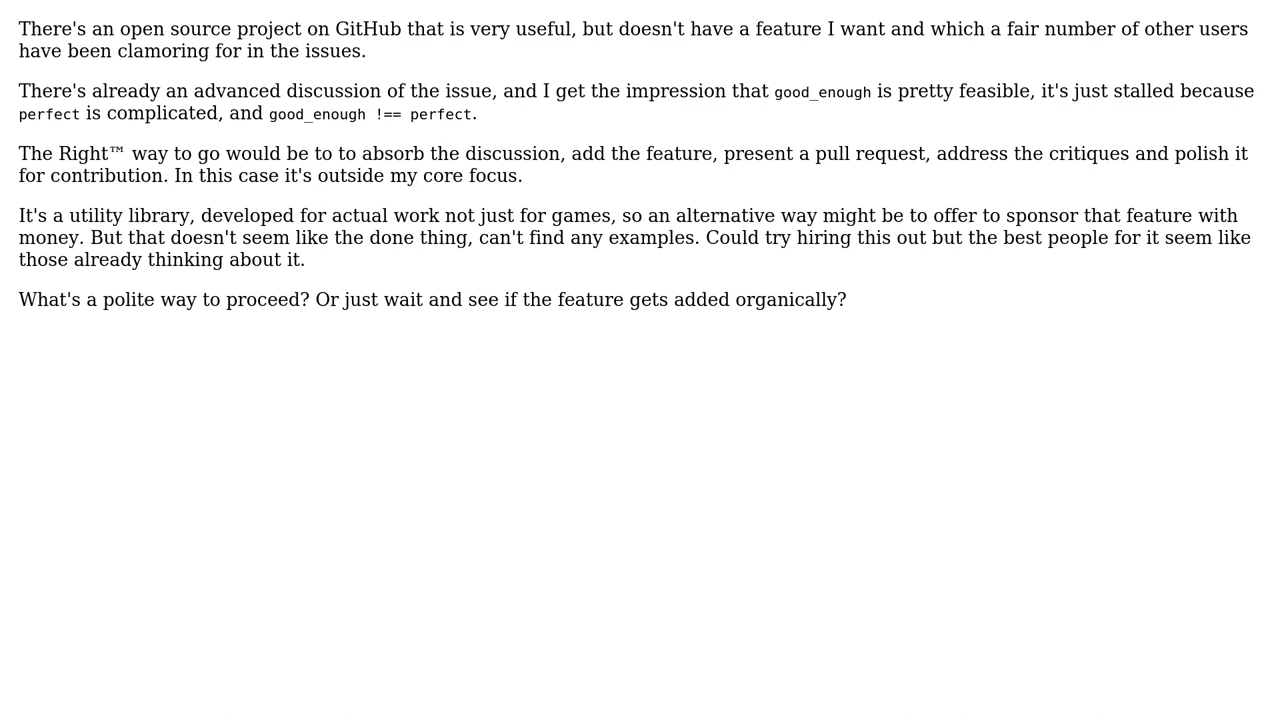 There's an open source project on GitHub that is very useful, but doesn't have a feature I want and which a fair number of other users
have been clamoring for in the issues.
There's already an advanced discussion of the issue, and I get the impression that good_enough is pretty feasible, it's just stalled because
perfect is complicated, and good_enough !== perfect.
The Right™ way to go would be to to absorb the discussion, add the feature, present a pull request, address the critiques and polish it
for contribution. In this case it's outside my core focus.
It's a utility library, developed for actual work not just for games, so an alternative way might be to offer to sponsor that feature with
money. But that doesn't seem like the done thing, can't find any examples. Could try hiring this out but the best people for it seem like
those already thinking about it.
What's a polite way to proceed? Or just wait and see if the feature gets added organically?